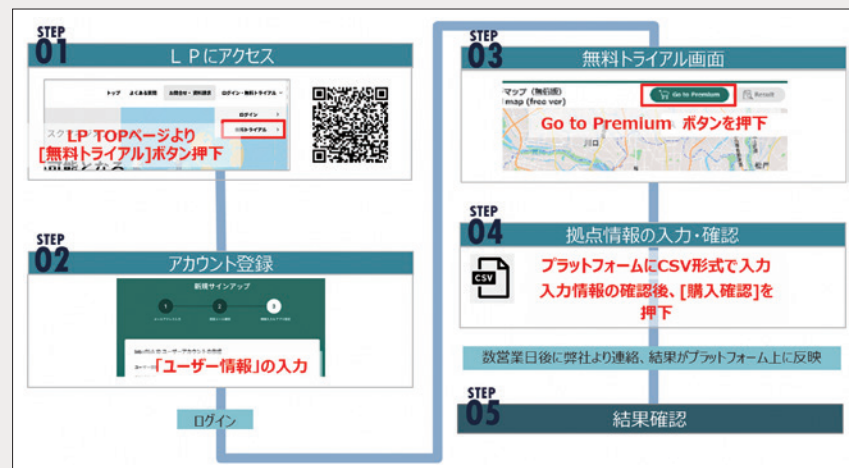 STEP
01
LPにアクセス
トップ よくある質問 お問合せ・資料請求 ログイン・無料トライアル
ログイン
無料トライアル
LP TOPページより
[無料トライアル]ボタン押下
STEP
02
アカウント登録
新規サインアップ
1 2 3
「ユーザー情報」の入力
ログイン
STEP
03
無料トライアル画面
マップ (無償版)
map (free ver)
Go to Premium
Result
Go to Premium ボタンを押下
川口
松戸
STEP
04
拠点情報の入力・確認
CSV
プラットフォームにCSV形式で入力
入力情報の確認後、[購入確認]を
押下
数営業日後に弊社より連絡、結果がプラットフォーム上に反映
STEP
05
結果確認